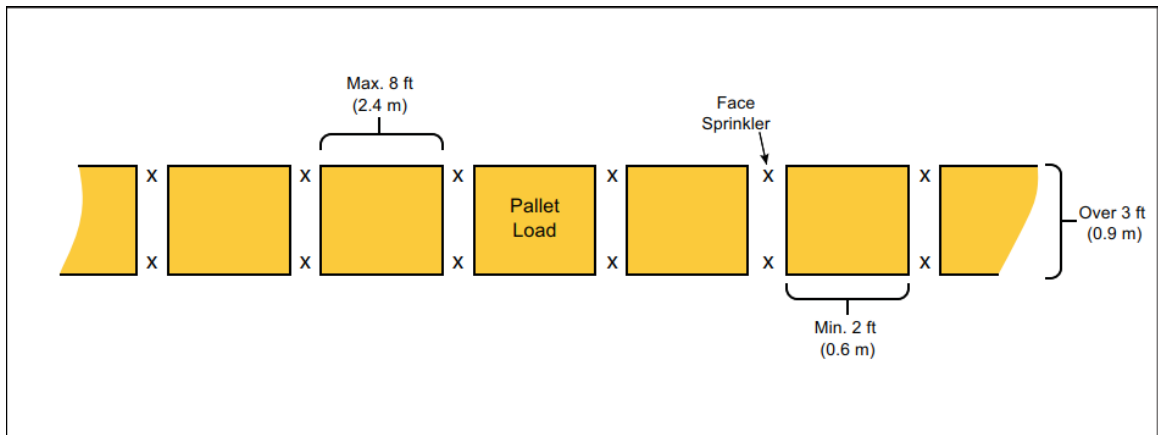 Max. 8 ft
(2.4 m)
Face
Sprinkler
x x x x x x
Pallet
Load
Over 3 ft
(0.9 m)
x x x x x x
Min. 2 ft
(0.6 m)